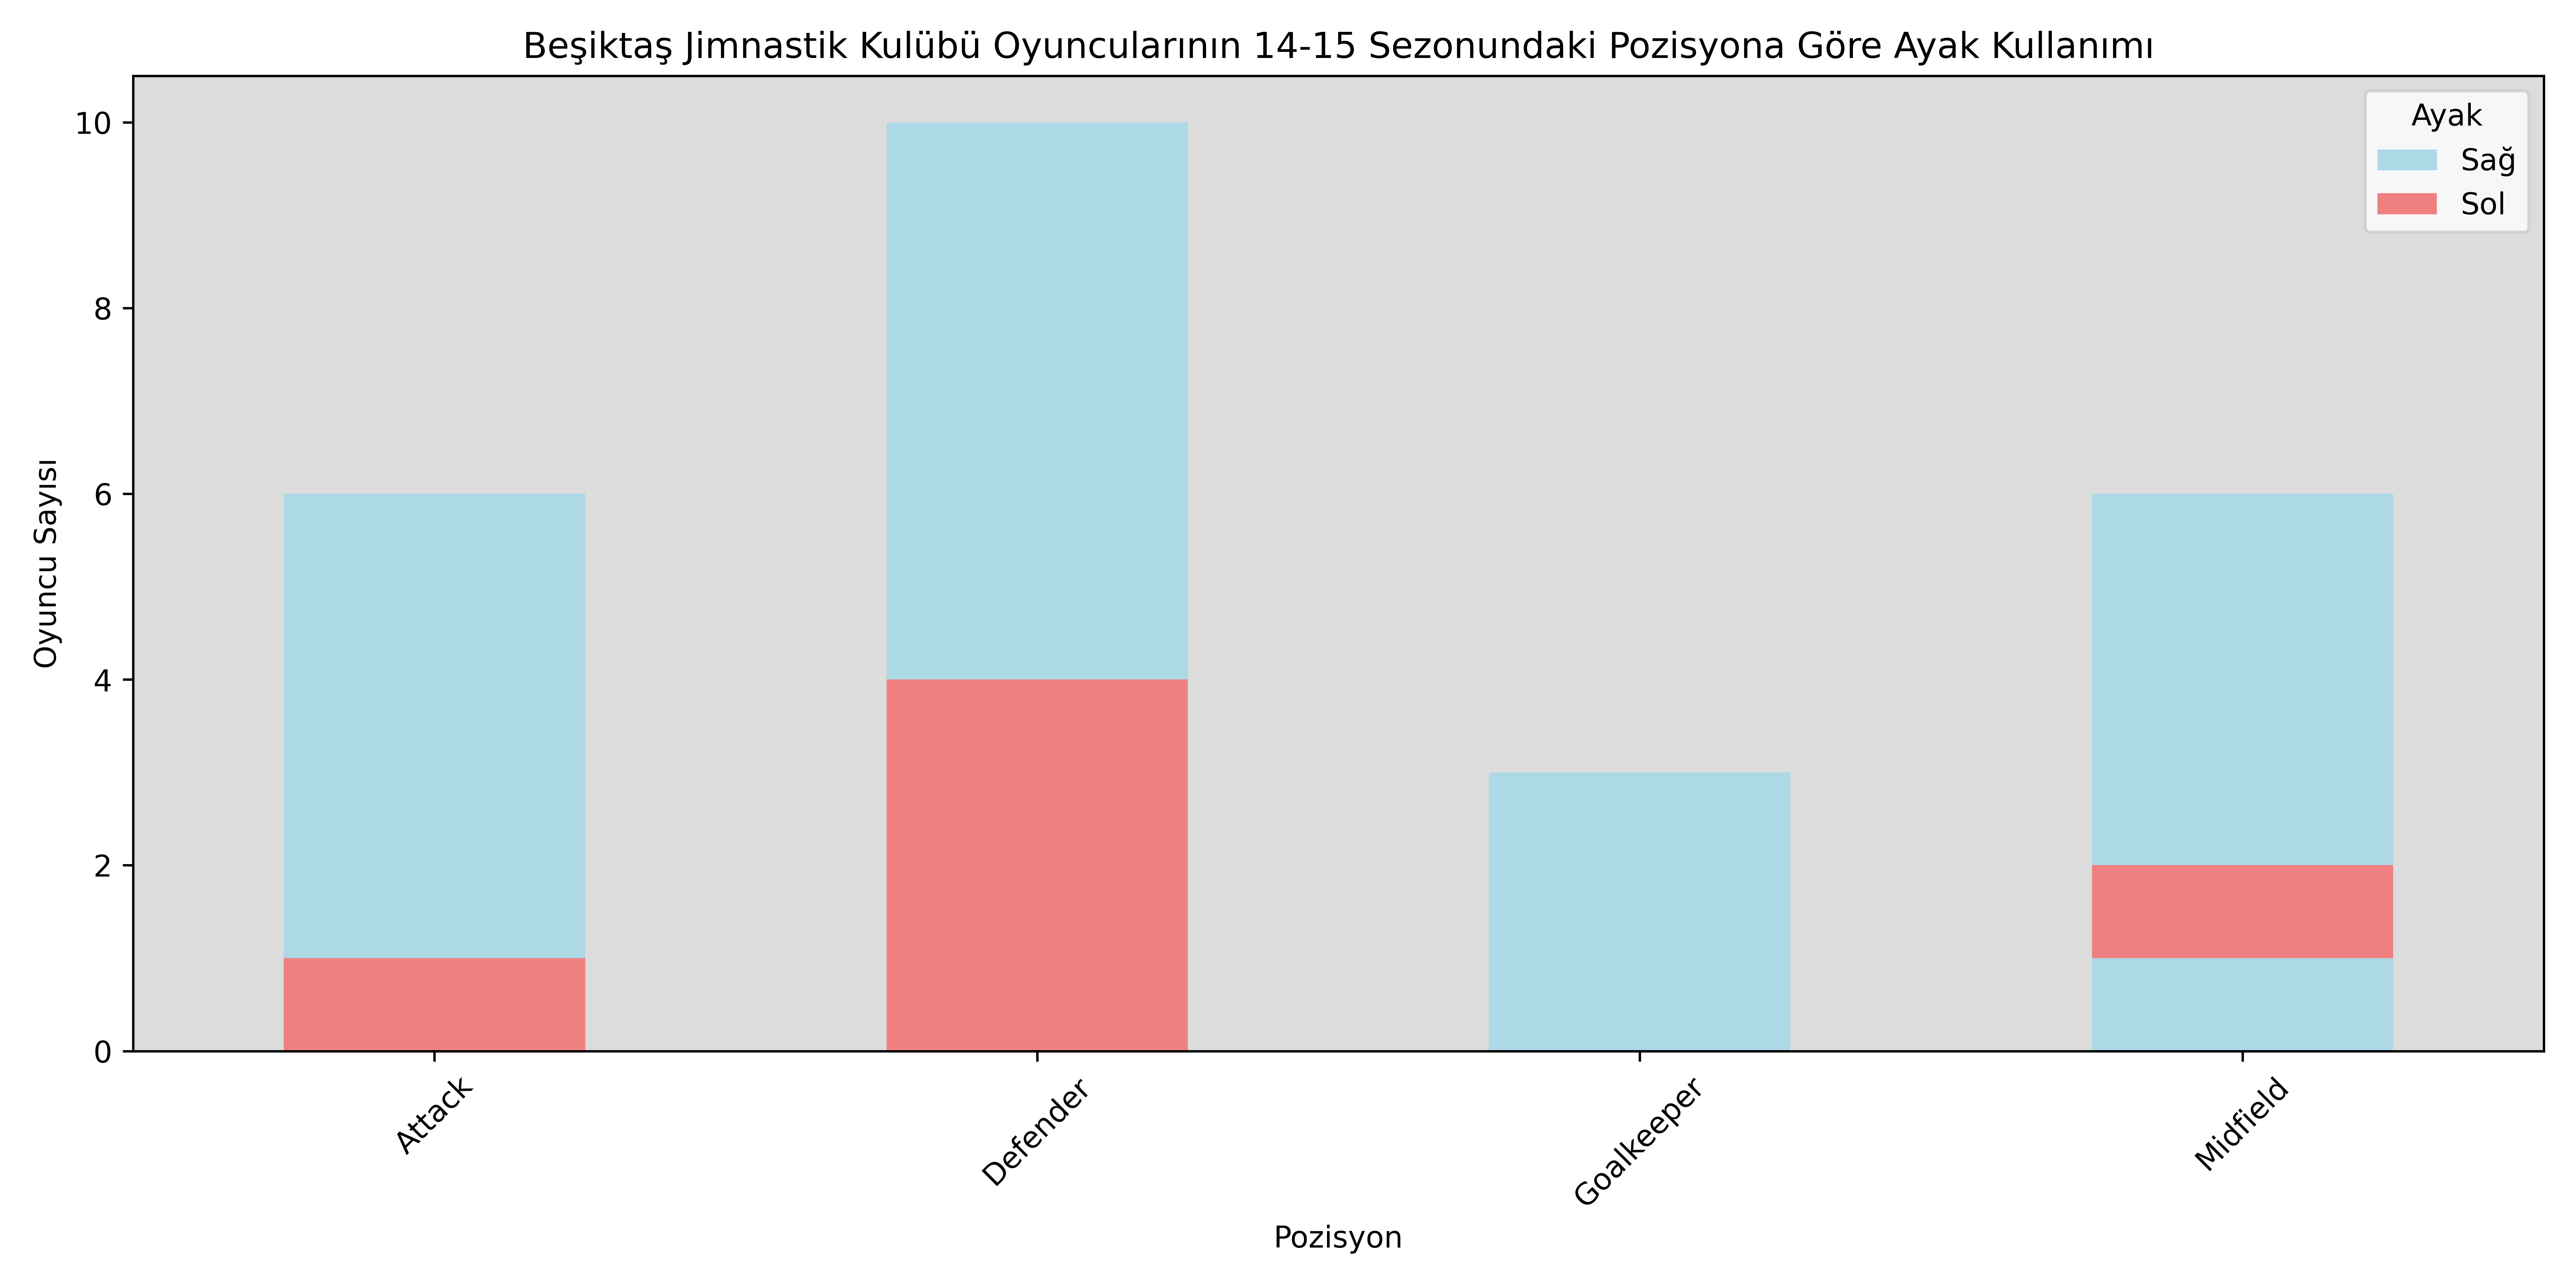 Beşiktaş Jimnastik Kulübü Oyuncularının 14-15 Sezonundaki Pozisyona Göre Ayak Kullanımı
Ayak
Sağ
Sol
Oyuncu Sayısı
10
8
6
4
2
0
Attack
Defender
Goalkeeper
Midfield
Pozisyon